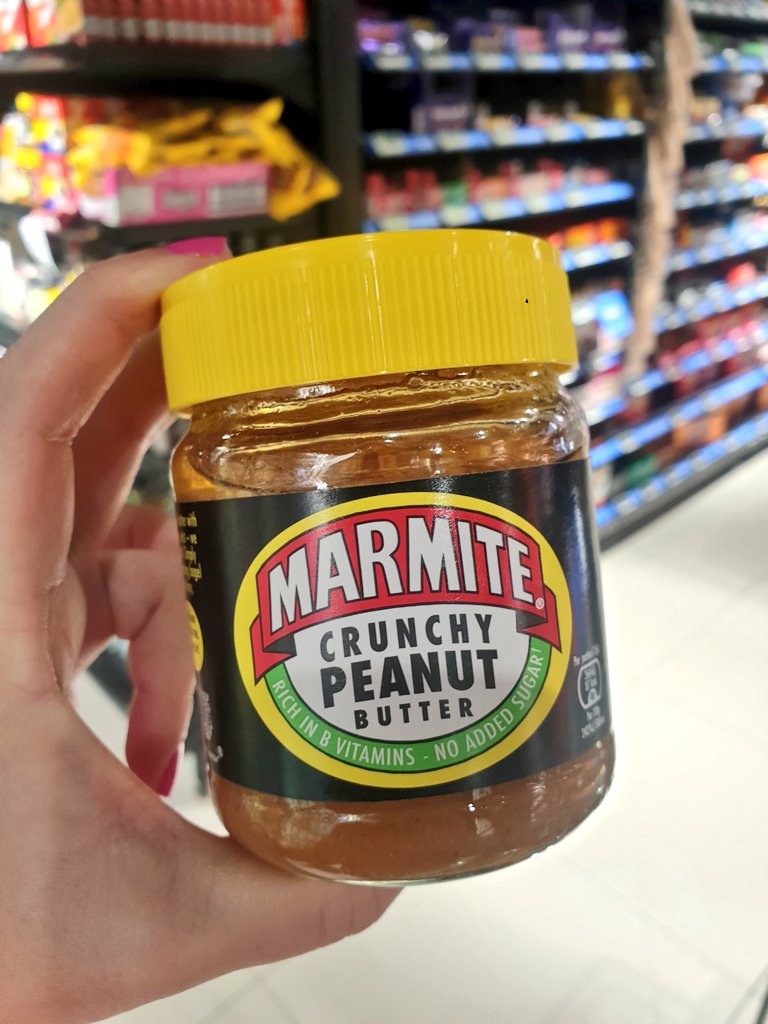 MARMITE®
CRUNCHY
PEANUT
BUTTER
RICH IN B VITAMINS - NO ADDED SUGAR!